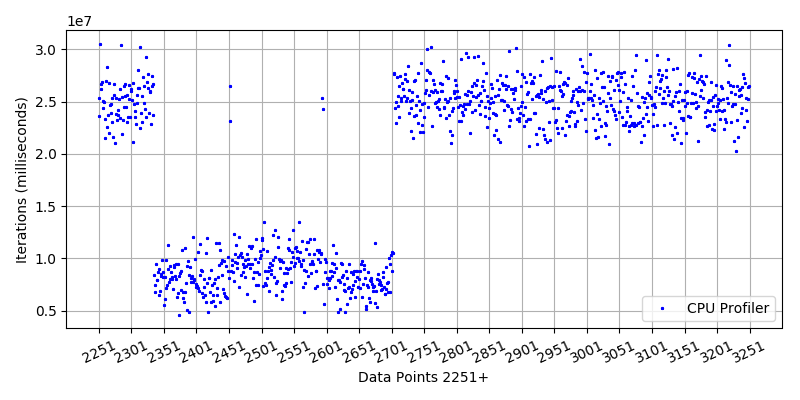 1e7
3.0
2.5
2.0
1.5
1.0
0.5
Iterations (milliseconds)
CPU Profiler
2251 2301 2351 2401 2451 2501 2551 2601 2651 2701 2751 2801 2851 2901 2951 3001 3051 3101 3151 3201 3251
Data Points 2251+